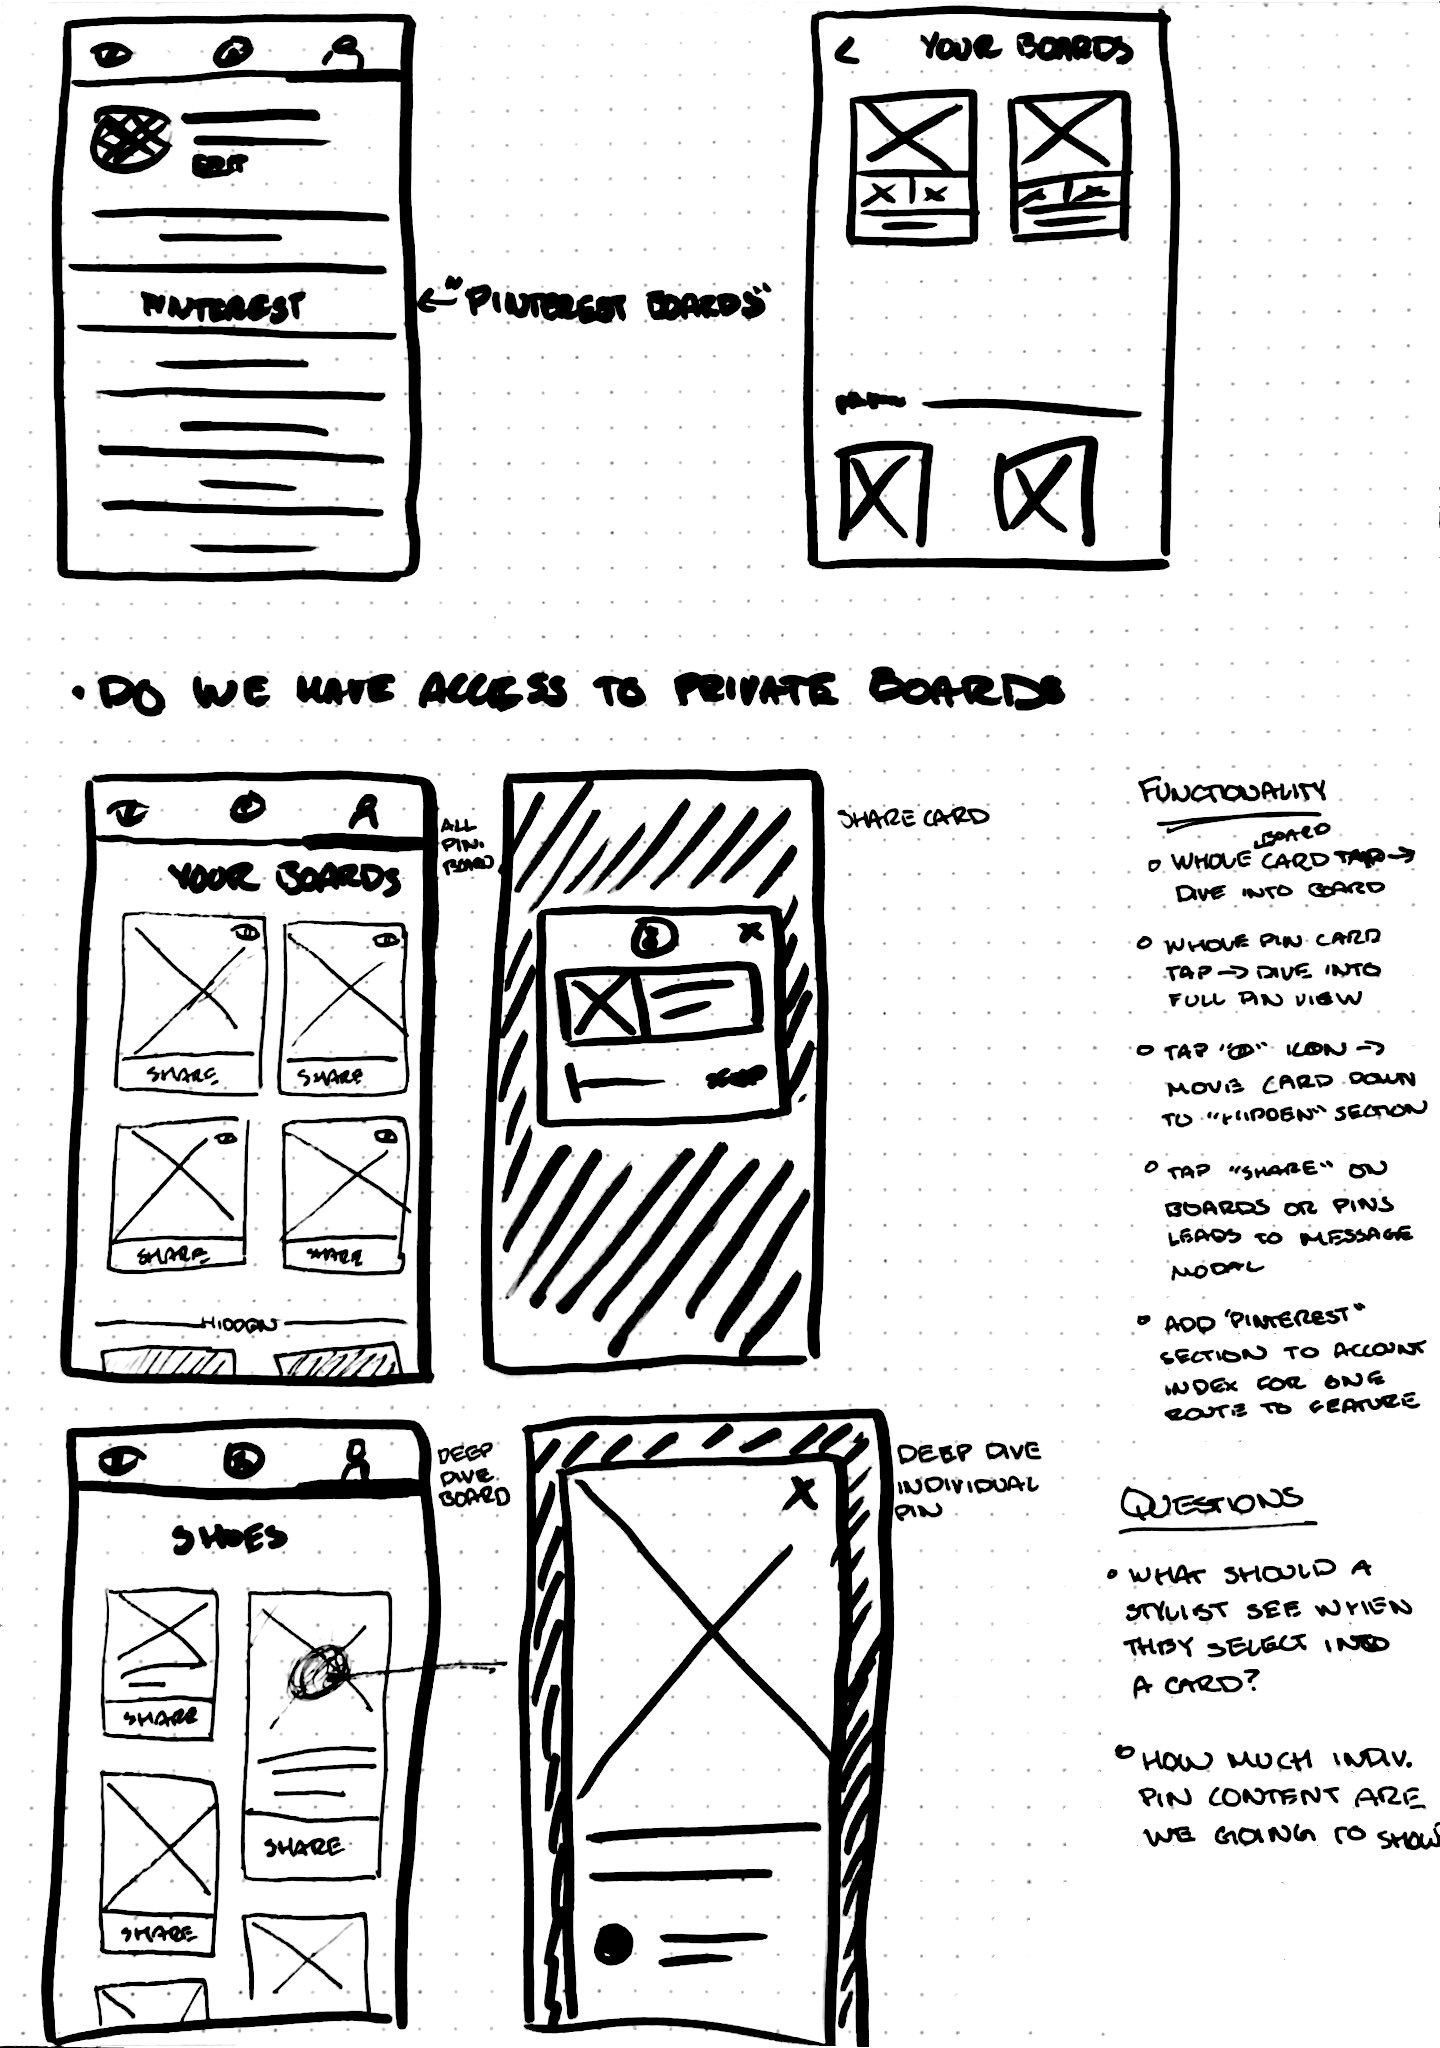 EDIT
PINTEREST
← "PINTEREST BOARDS"
< YOUR BOARDS
• DO WE HAVE ACCESS TO PRIVATE BOARDS
YOUR BOARDS
SHARE
SHARE
SHARE
SHARE
HIDDEN
ALL
PIN.
BOARD
X
SHARE CARD
SHOES
SHARE
SHARE
SHARE
DEEP
DIVE
BOARD
X
DEEP DIVE
INDIVIDUAL
PIN
FUNCTIONALITY
BOARD
○ WHOLE CARD TAP →
DIVE INTO BOARD
○ WHOLE PIN CARD
TAP → DIVE INTO
FULL PIN VIEW
○ TAP "👁" ICON →
MOVE CARD DOWN
TO "HIDDEN" SECTION
○ TAP "SHARE" ON
BOARDS OR PINS
LEADS TO MESSAGE
MODAL
○ ADD "PINTEREST"
SECTION TO ACCOUNT
INDEX FOR ONE
ROUTE TO FEATURE
QUESTIONS
• WHAT SHOULD A
STYLIST SEE WHEN
THEY SELECT INTO
A CARD?
○ HOW MUCH INDIV.
PIN CONTENT ARE
WE GOING TO SHOW